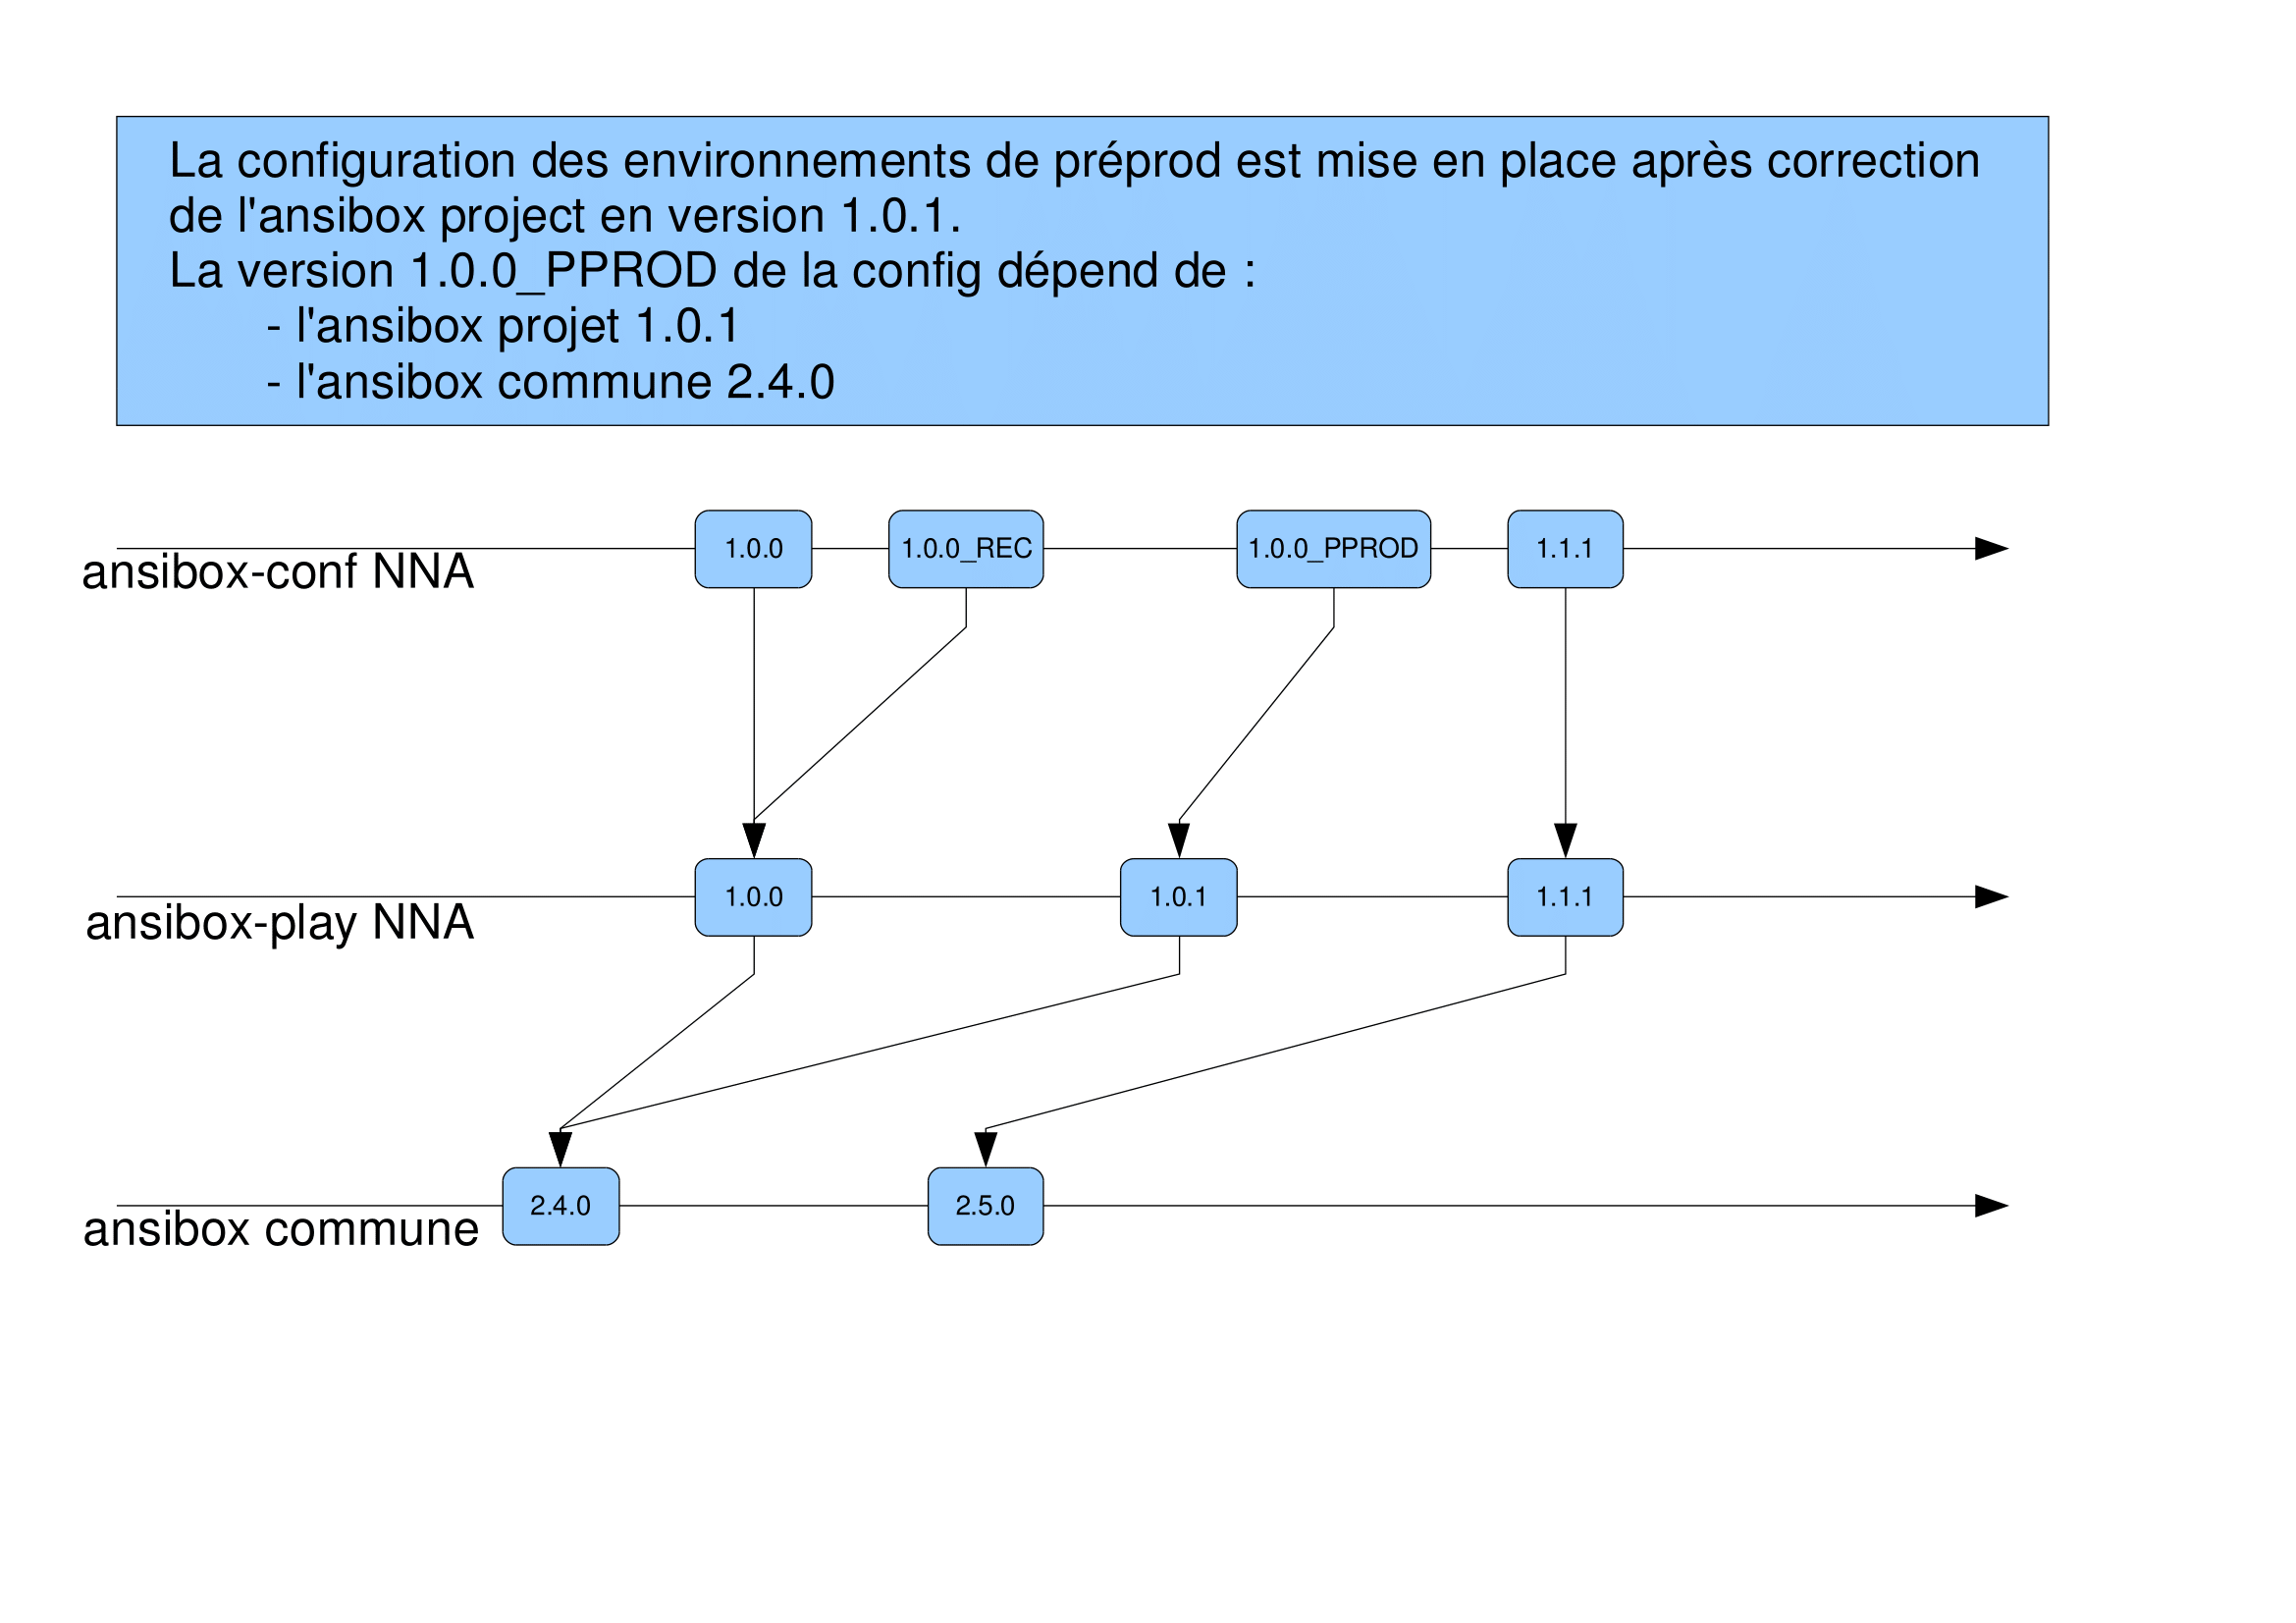 La configuration des environnements de préprod est mise en place après correction
de l'ansibox project en version 1.0.1.
La version 1.0.0_PPROD de la config dépend de :
- l'ansibox projet 1.0.1
- l'ansibox commune 2.4.0
1.0.0 1.0.0_REC 1.0.0_PPROD 1.1.1
ansibox-conf NNA
1.0.0 1.0.1 1.1.1
ansibox-play NNA
2.4.0 2.5.0
ansibox commune